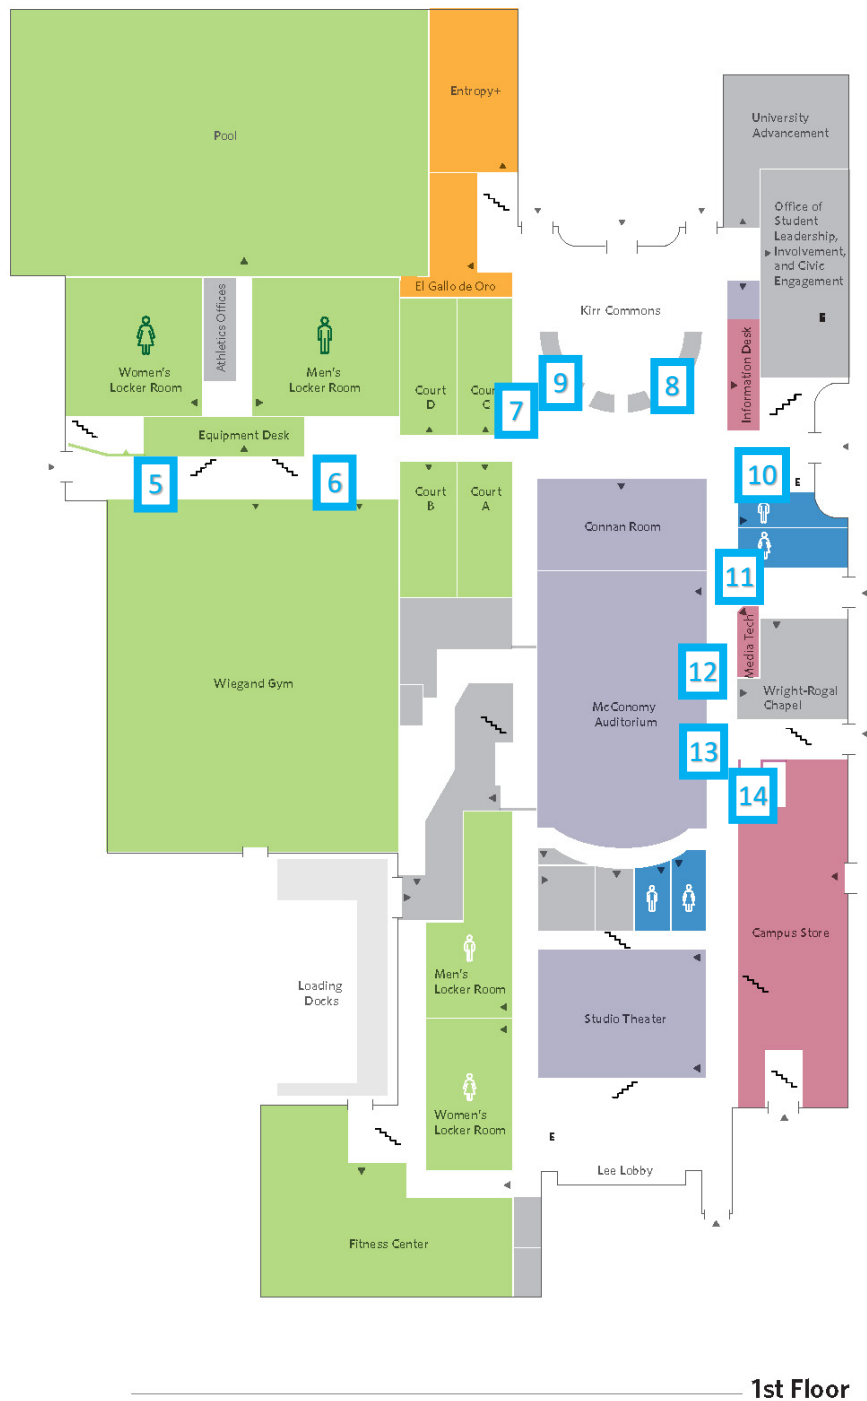 Entropy+
Pool
University
Advancement
Office of
Student
Leadership,
Involvement,
and Civic
Engagement
El Gallo de Oro
Kirr Commons
Athletics Offices
Women's
Locker Room
Men's
Locker Room
Information Desk
E
Court
D
Court
C
7
9
8
Equipment Desk
5
6
10
E
Court
B
Court
A
Connan Room
11
Media Tech
12
Wiegand Gym
Wright-Rogal
Chapel
McConomy
Auditorium
13
14
Campus Store
Men's
Locker Room
Loading
Docks
Studio Theater
Women's
Locker Room
E
Lee Lobby
Fitness Center
1st Floor